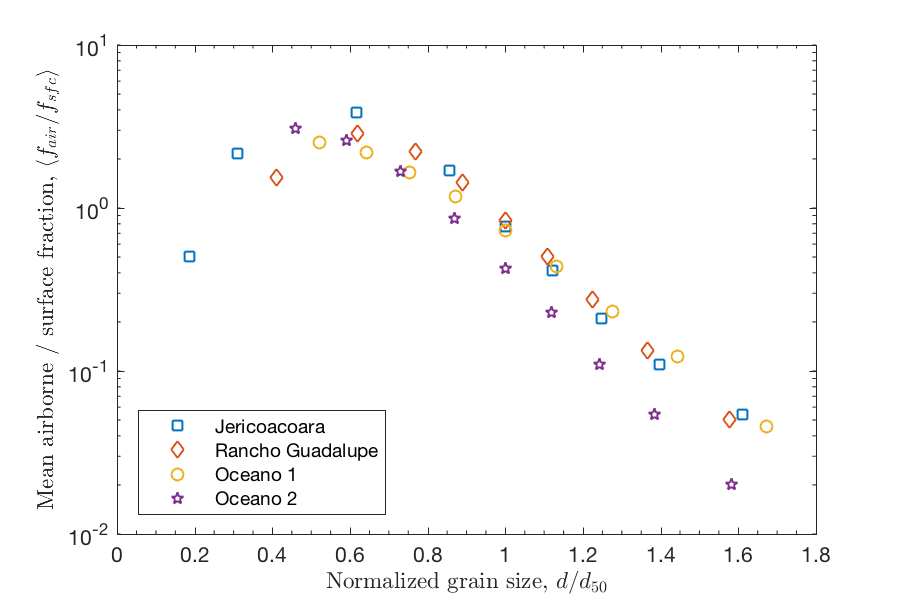 10^1
10^0
10^-1
10^-2
Mean airborne / surface fraction, ⟨f_air/f_sfc⟩
Jericoacoara
Rancho Guadalupe
Oceano 1
Oceano 2
0 0.2 0.4 0.6 0.8 1 1.2 1.4 1.6 1.8
Normalized grain size, d/d_50